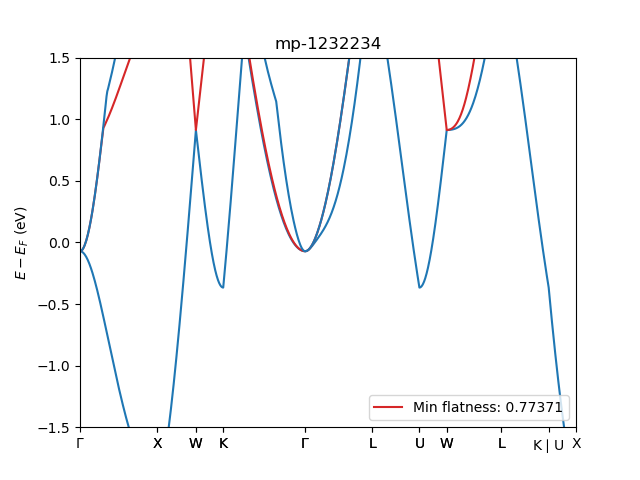 mp-1232234
1.5
1.0
0.5
0.0
−0.5
−1.0
−1.5
E − E_F (eV)
Min flatness: 0.77371
Γ X W K Γ L U W L K | U X